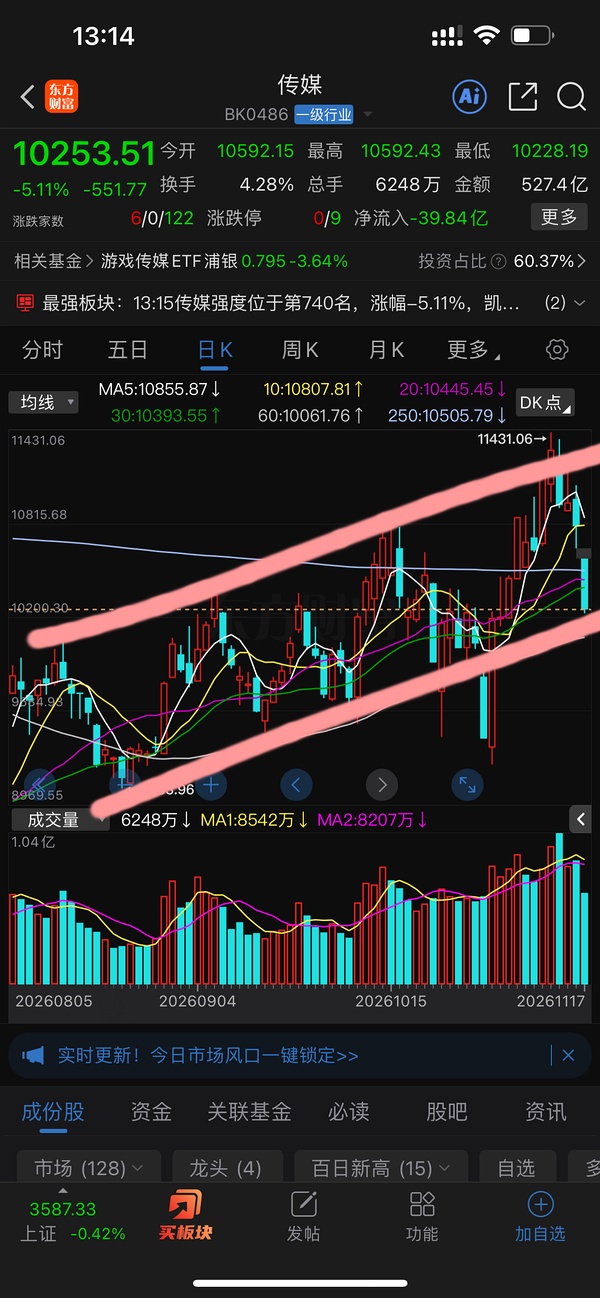 13:14
东方财富
传媒
Ai
BK0486 一级行业
10253.51 今开 10592.15 最高 10592.43 最低 10228.19
-5.11% -551.77 换手 4.28% 总手 6248万 金额 527.4亿
涨跌家数 6/0/122 涨跌停 0/9 净流入-39.84亿 更多
相关基金 游戏传媒ETF浦银 0.795 -3.64% 投资占比 ? 60.37%
最强板块：13:15传媒强度位于第740名，涨幅-5.11%，凯... (2)
分时 五日 日K 周K 月K 更多
均线 MA5:10855.87↓ 10:10807.81↑ 20:10445.45↓ DK点
30:10393.55↑ 60:10061.76↑ 250:10505.79↓
11431.06
11431.06→
10815.68
10200.30
9584.93
8969.55
成交量 6248万↓ MA1:8542万↓ MA2:8207万↓
1.04亿
20260805 20260904 20261015 20261117
实时更新！今日市场风口一键锁定>>
成份股 资金 关联基金 必读 股吧 资讯
市场 (128) 龙头 (4) 百日新高 (15) 自选
3587.33 买板块 发帖 功能 加自选
上证 -0.42%